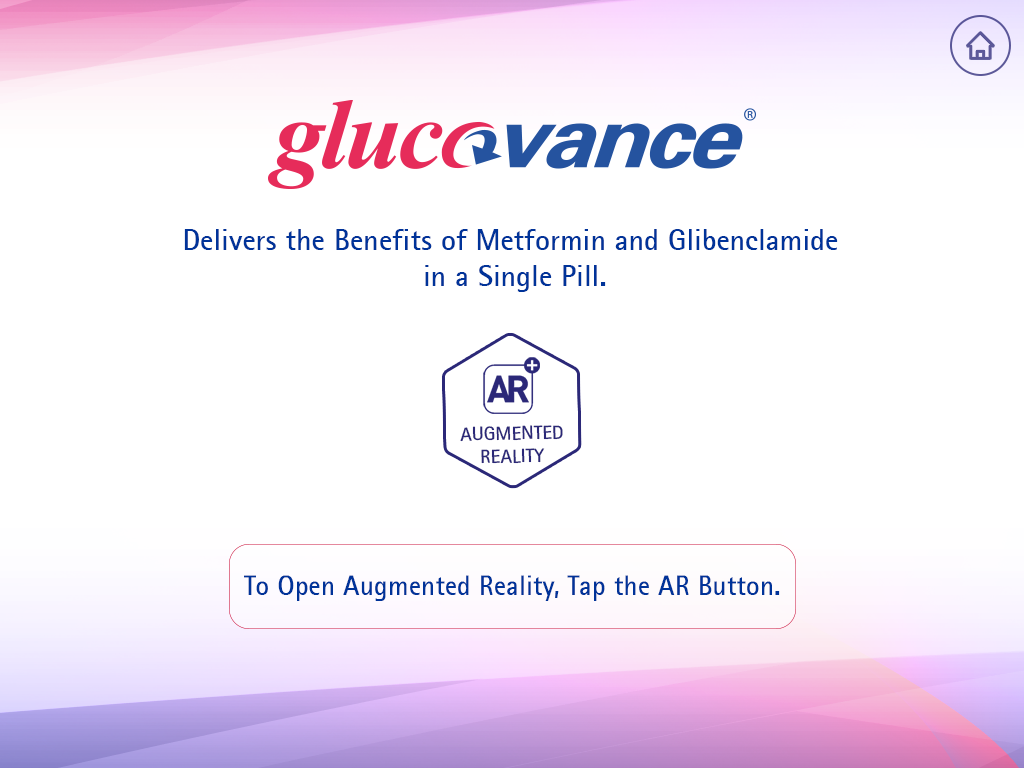 glucovance®
Delivers the Benefits of Metformin and Glibenclamide
in a Single Pill.
AR+
AUGMENTED
REALITY
To Open Augmented Reality, Tap the AR Button.